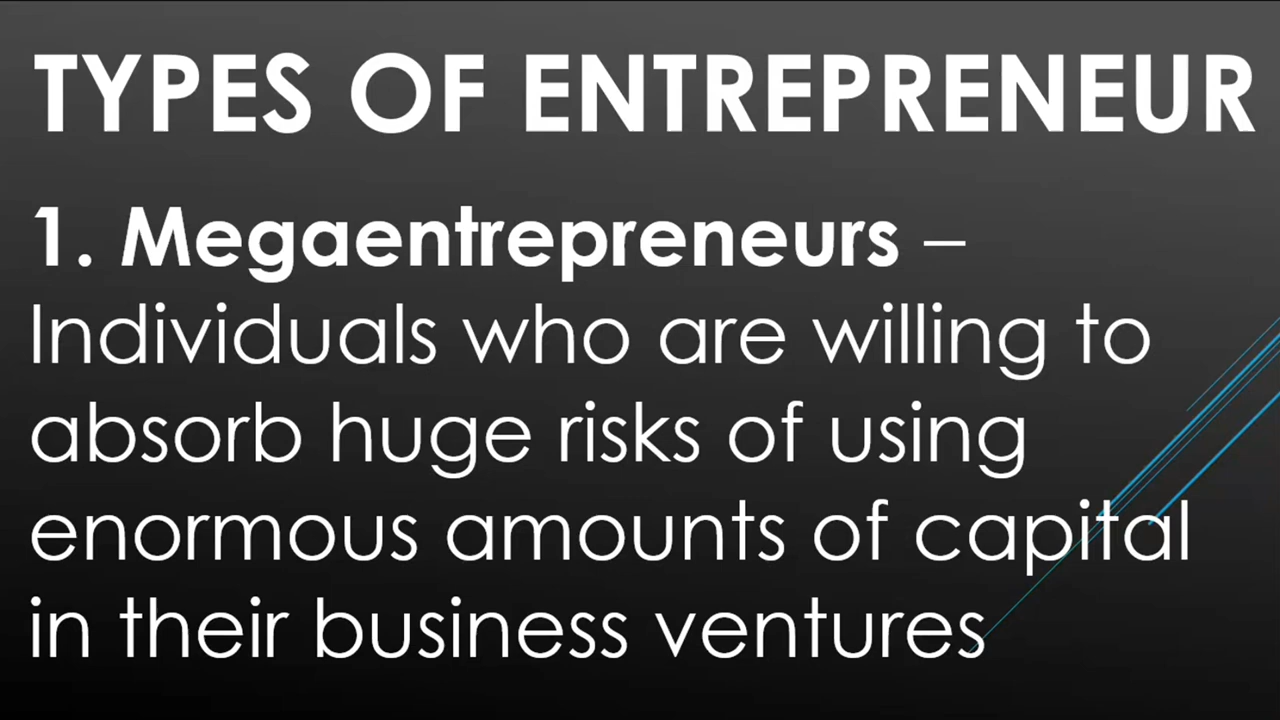 TYPES OF ENTREPRENEUR
1. Megaentrepreneurs –
Individuals who are willing to
absorb huge risks of using
enormous amounts of capital
in their business ventures